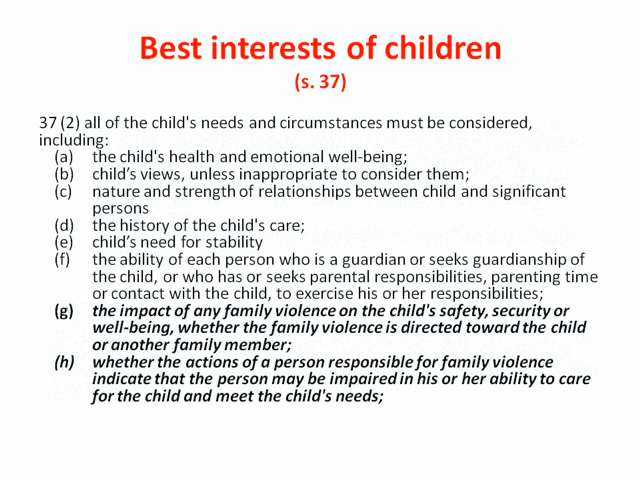 Best interests of children
(s. 37)
37 (2) all of the child's needs and circumstances must be considered,
including:
(a) the child's health and emotional well-being;
(b) child’s views, unless inappropriate to consider them;
(c) nature and strength of relationships between child and significant
persons
(d) the history of the child's care;
(e) child’s need for stability
(f) the ability of each person who is a guardian or seeks guardianship of
the child, or who has or seeks parental responsibilities, parenting time
or contact with the child, to exercise his or her responsibilities;
(g) the impact of any family violence on the child's safety, security or
well-being, whether the family violence is directed toward the child
or another family member;
(h) whether the actions of a person responsible for family violence
indicate that the person may be impaired in his or her ability to care
for the child and meet the child's needs;